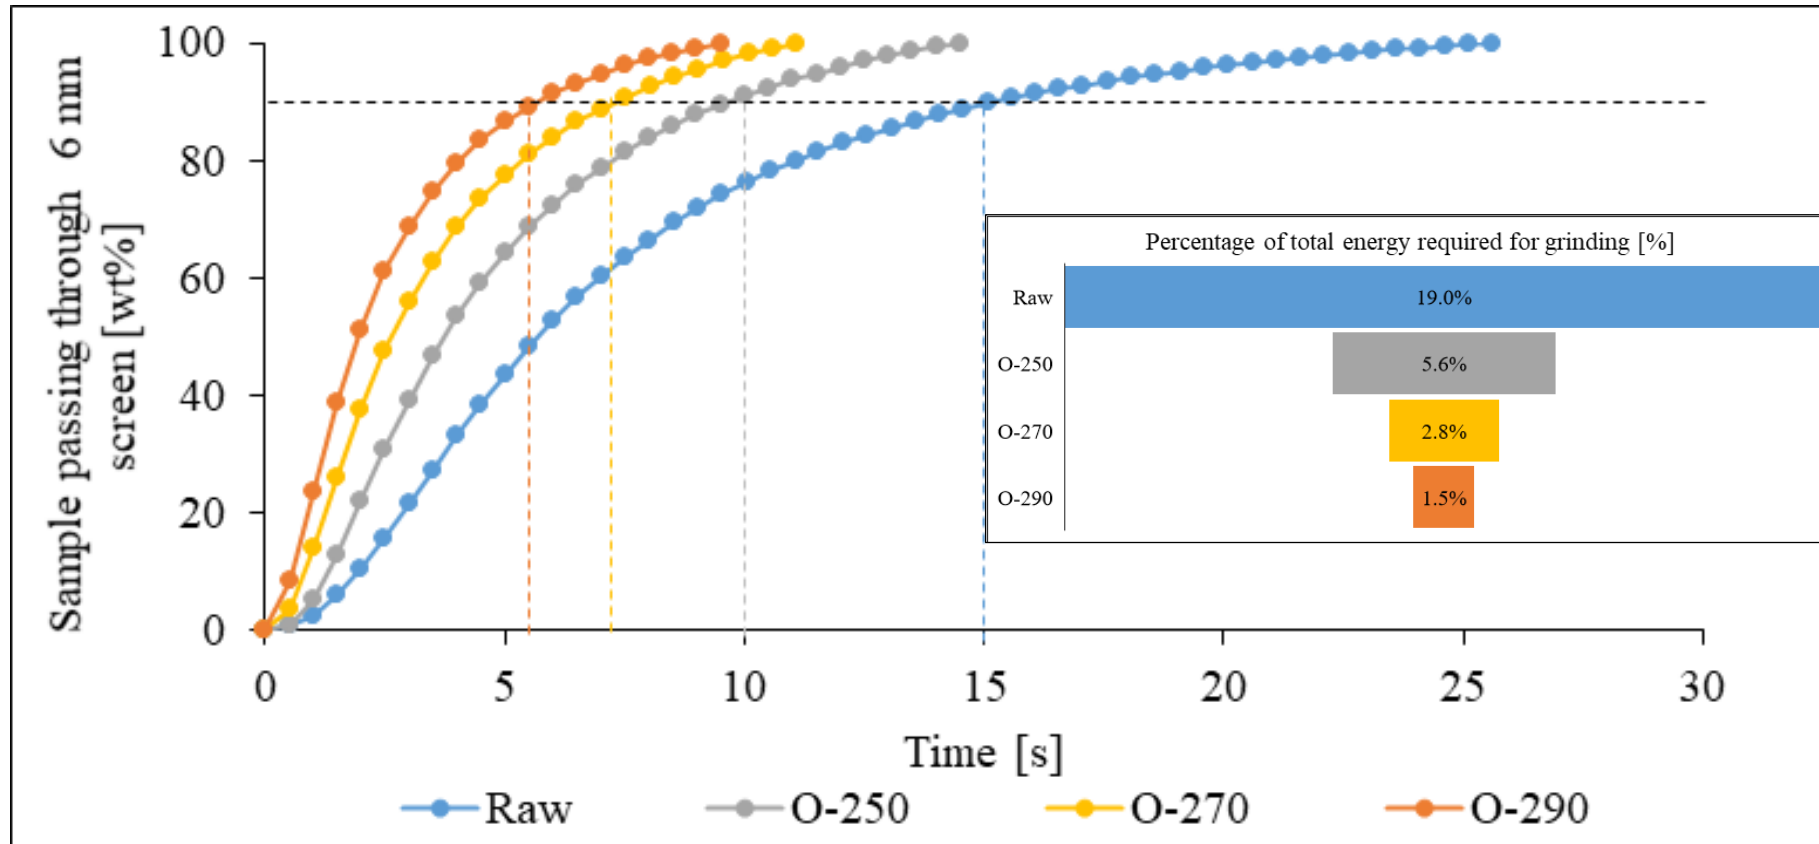 Sample passing through 6 mm
screen [wt%]
100
80
60
40
20
0
0 5 10 15 20 25 30
Time [s]
Percentage of total energy required for grinding [%]
Raw 19.0%
O-250 5.6%
O-270 2.8%
O-290 1.5%
Raw O-250 O-270 O-290